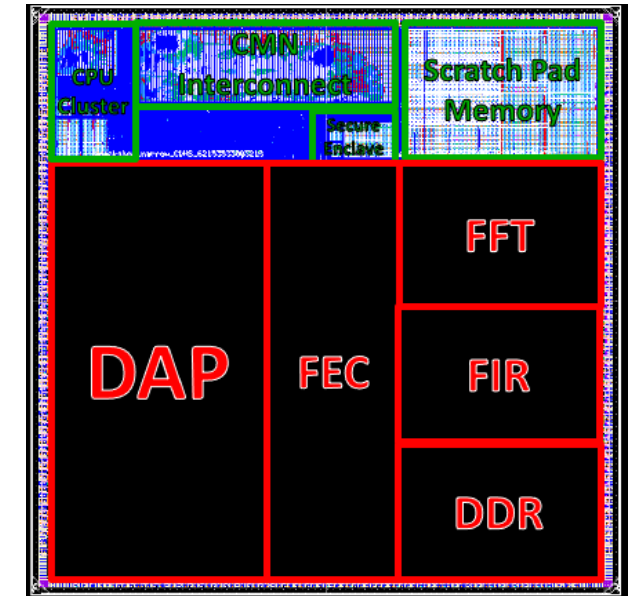 CPU
Cluster
CMN
Interconnect
Scratch Pad
Memory
Secure
Enclave
DAP
FEC
FFT
FIR
DDR